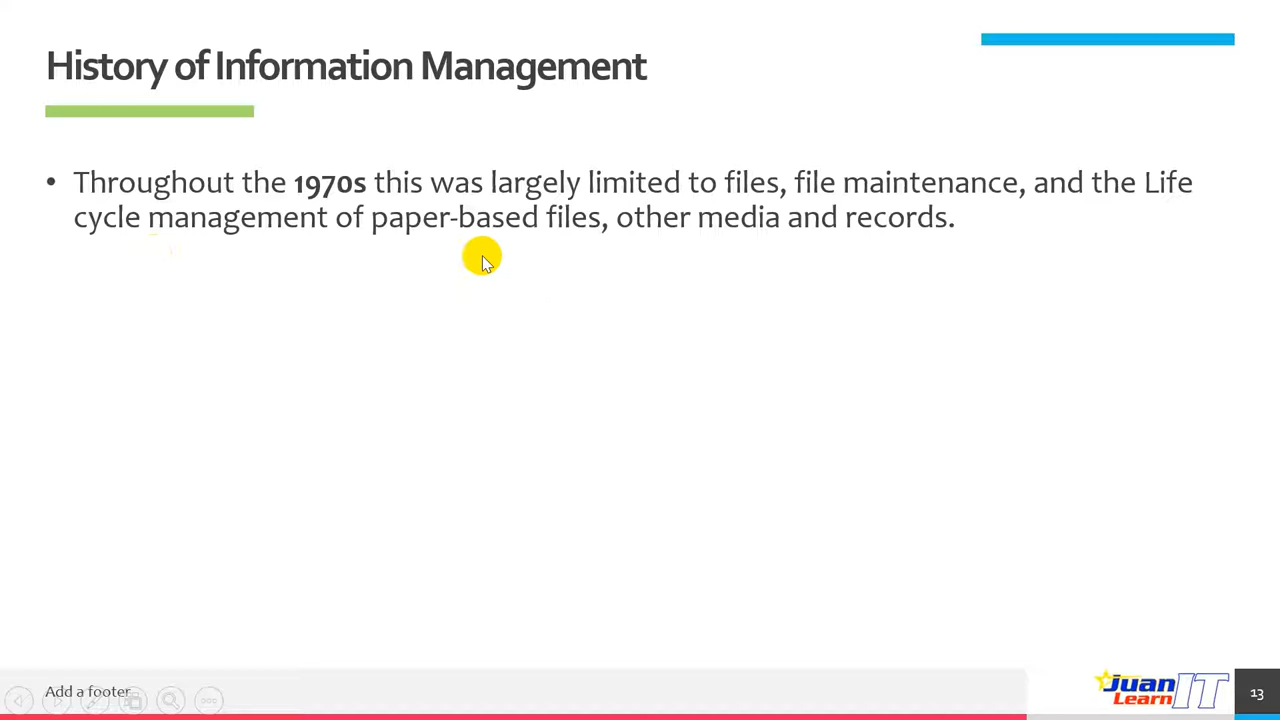 History of Information Management
• Throughout the 1970s this was largely limited to files, file maintenance, and the Life
cycle management of paper-based files, other media and records.
Add a footer
Juan
Learn
IT
13